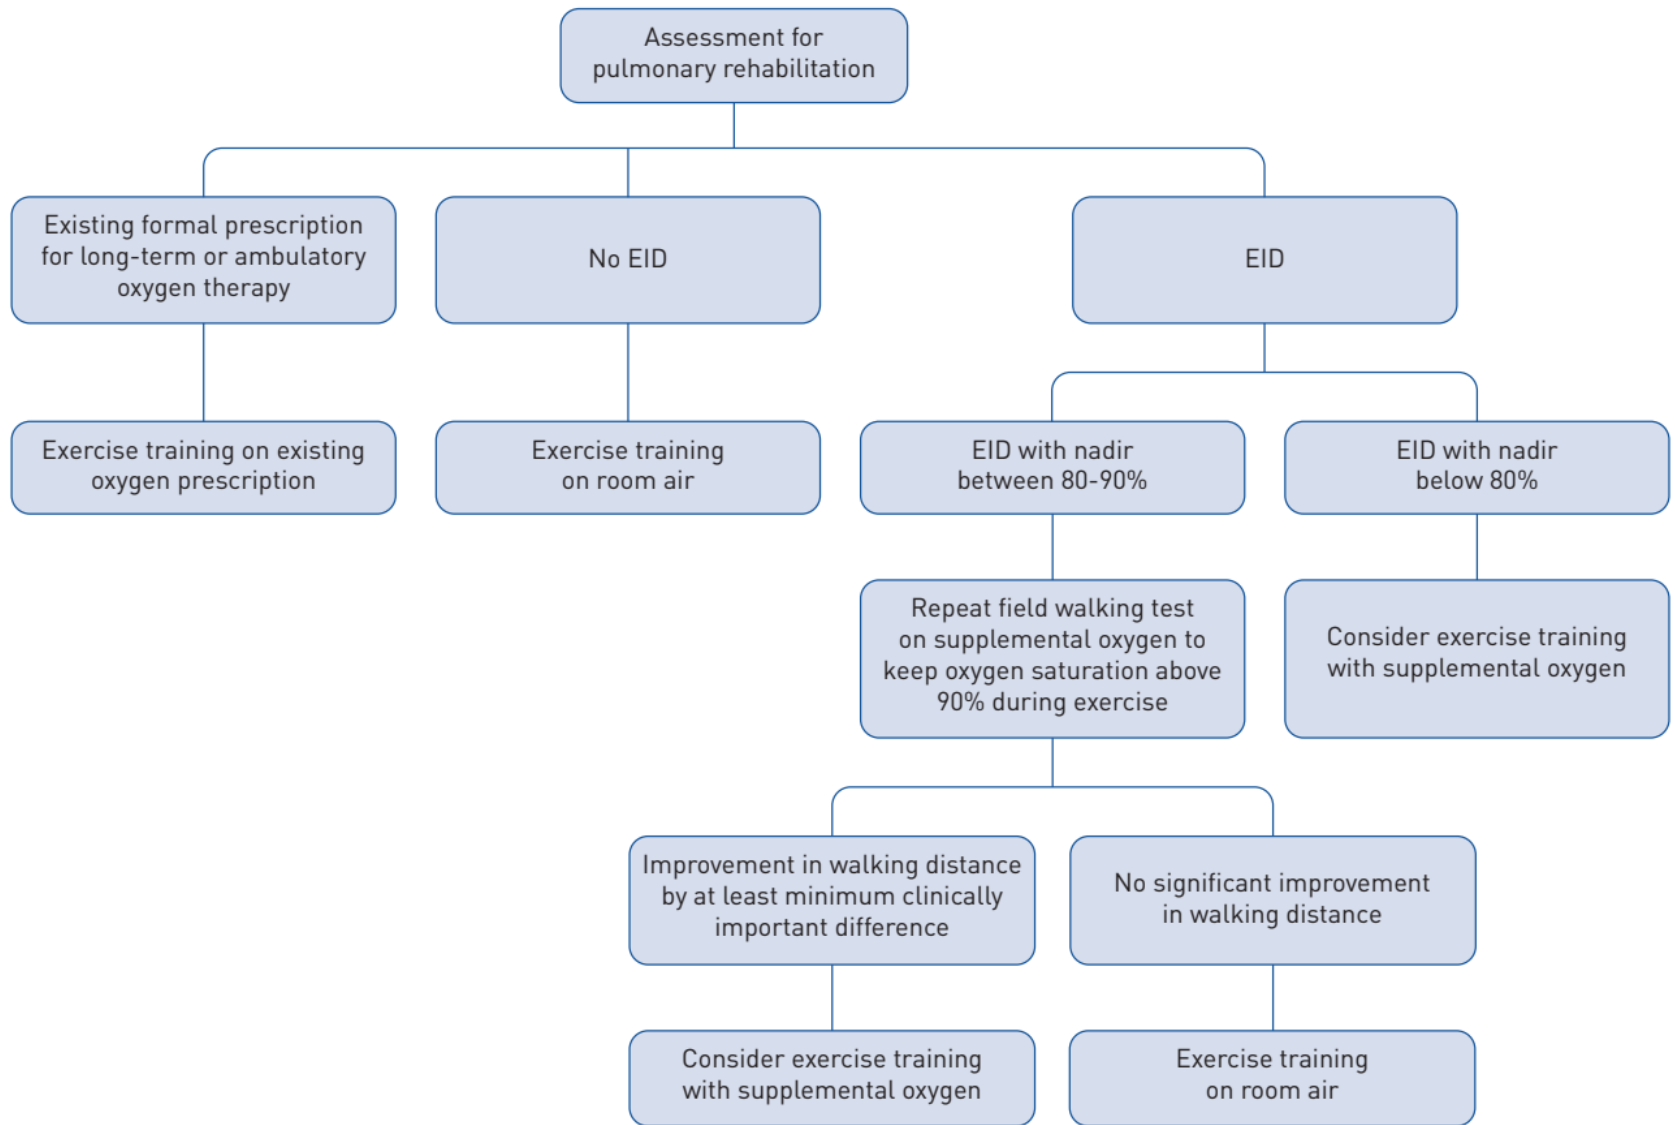 Assessment for
pulmonary rehabilitation
Existing formal prescription
for long-term or ambulatory
oxygen therapy
No EID
EID
Exercise training on existing
oxygen prescription
Exercise training
on room air
EID with nadir
between 80-90%
EID with nadir
below 80%
Repeat field walking test
on supplemental oxygen to
keep oxygen saturation above
90% during exercise
Consider exercise training
with supplemental oxygen
Improvement in walking distance
by at least minimum clinically
important difference
No significant improvement
in walking distance
Consider exercise training
with supplemental oxygen
Exercise training
on room air